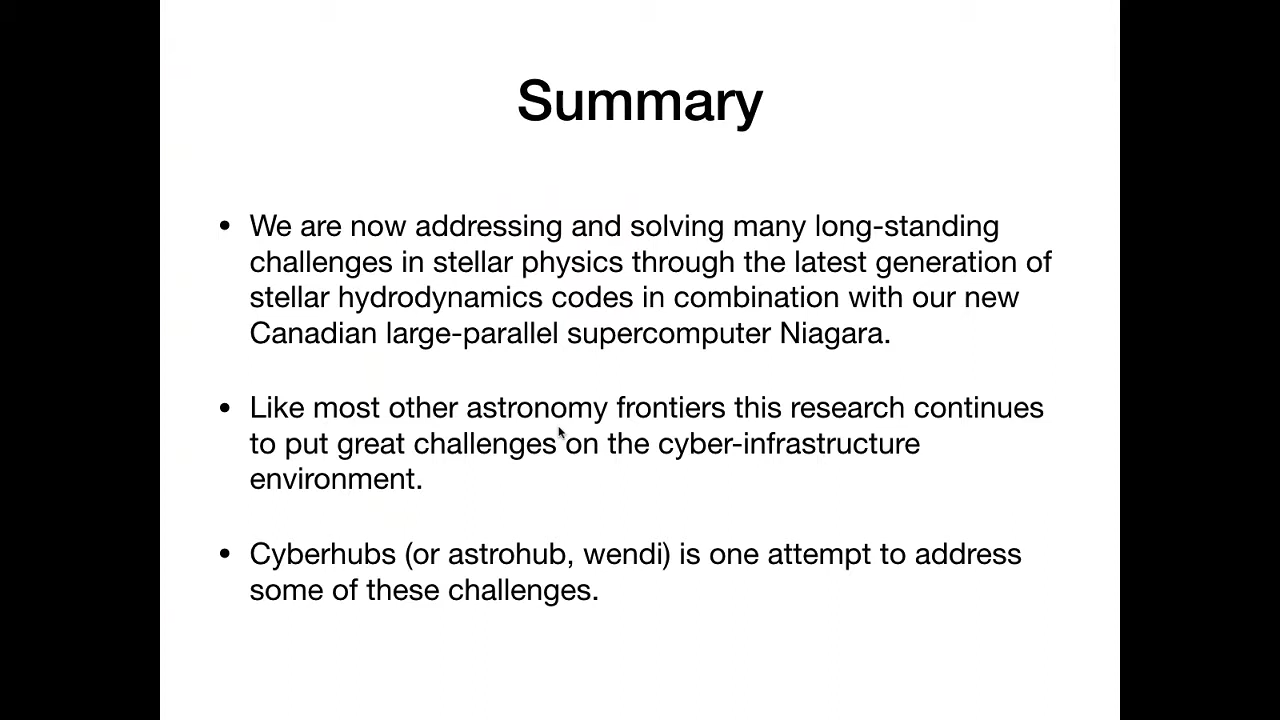 Summary
• We are now addressing and solving many long-standing
challenges in stellar physics through the latest generation of
stellar hydrodynamics codes in combination with our new
Canadian large-parallel supercomputer Niagara.
• Like most other astronomy frontiers this research continues
to put great challenges on the cyber-infrastructure
environment.
• Cyberhubs (or astrohub, wendi) is one attempt to address
some of these challenges.